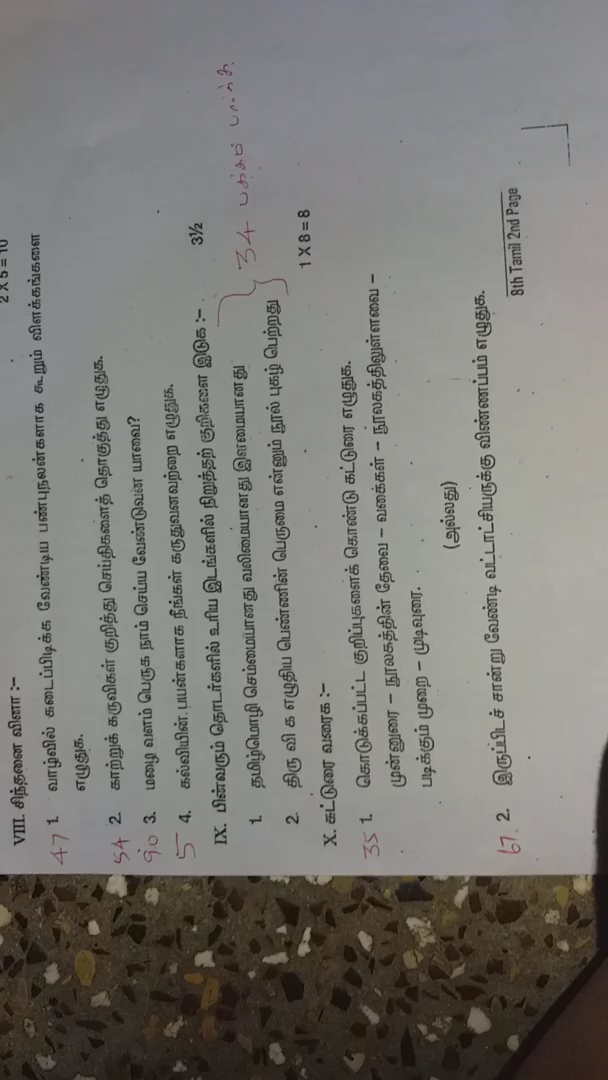 2 X 5 = 10
VIII. சிந்தனை வினா :–
47 1. வாழ்வில் கடைப்பிடிக்க வேண்டிய பண்புநலன்களாக கூறும் விளக்கங்களை
எழுதுக.
54 2. காற்றுக் கருவிகள் குறித்து செய்திகளைத் தொகுத்து எழுதுக.
90 3. மழை வளம் பெருக நாம் செய்ய வேண்டுவன யாவை?
5 4. கல்வியின் பயன்களாக நீங்கள் கருதுவனவற்றை எழுதுக.
IX. பின்வரும் தொடர்களில் உரிய இடங்களில் நிறுத்தற் குறிகளை இடுக :– 3½
1. தமிழ்மொழி செம்மையானது வலிமையானது இளமையானது
34 பக்கம் பார்க்க
2. திரு வி க எழுதிய பெண்ணின் பெருமை என்னும் நூல் புகழ் பெற்றது
X. கட்டுரை வரைக :– 1 X 8 = 8
35 1. கொடுக்கப்பட்ட குறிப்புகளைக் கொண்டு கட்டுரை எழுதுக.
முன்னுரை – நூலகத்தின் தேவை – வகைகள் – நூலகத்திலுள்ளவை –
படிக்கும் முறை – முடிவுரை.
(அல்லது)
67. 2. இருப்பிடச் சான்று வேண்டி வட்டாட்சியருக்கு விண்ணப்பம் எழுதுக.
8th Tamil 2nd Page